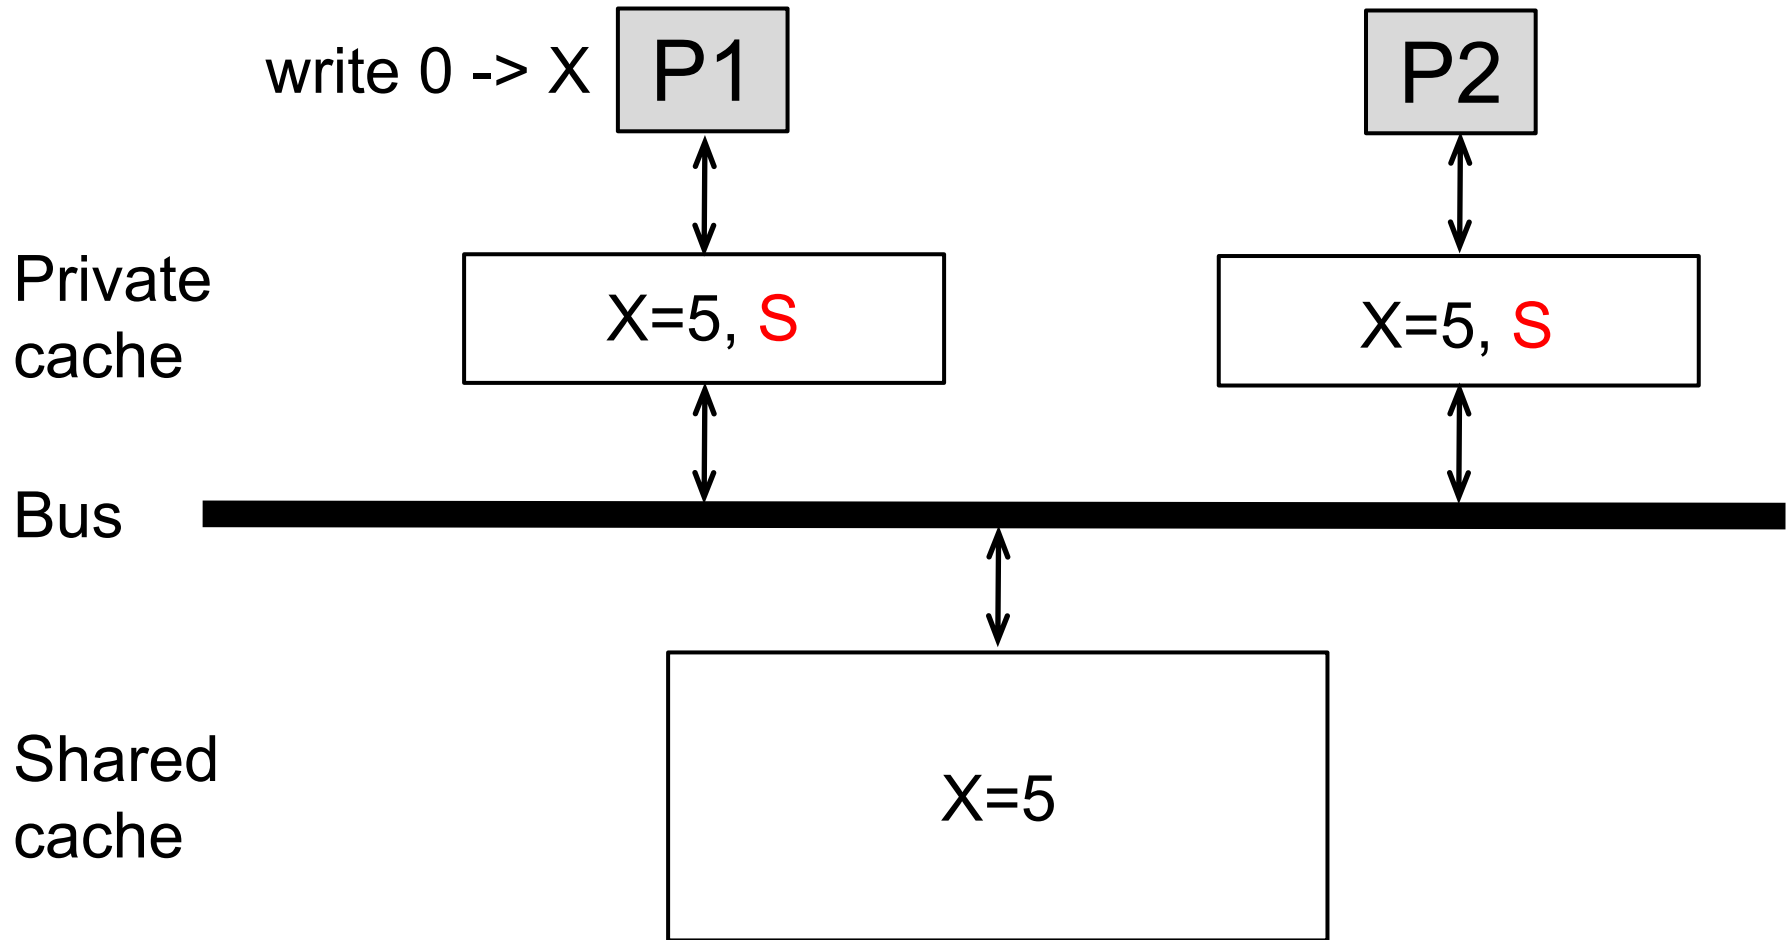 write 0 -> X
P1
P2
Private
cache
X=5, S
X=5, S
Bus
Shared
cache
X=5